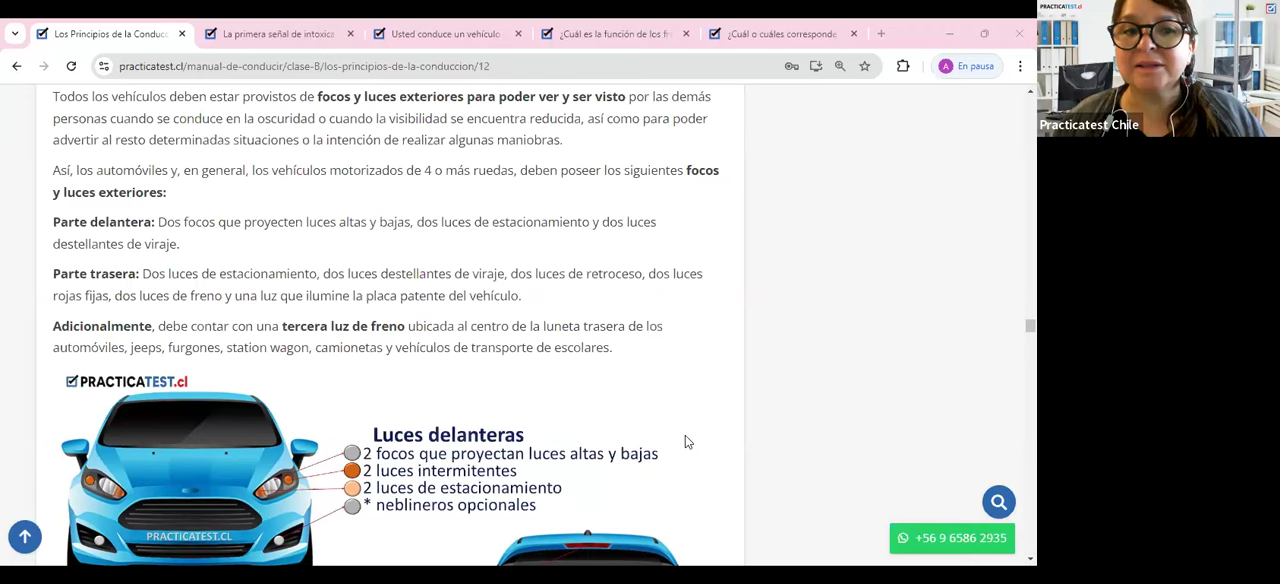 Los Principios de la Conducc
La primera señal de intoxica
Usted conduce un vehículo
¿Cuál es la función de los fr
¿Cuál o cuáles corresponde
practicatest.cl/manual-de-conducir/clase-B/los-principios-de-la-conduccion/12
A En pausa
PRACTICATEST.cl
Practicatest Chile
Todos los vehículos deben estar provistos de focos y luces exteriores para poder ver y ser visto por las demás
personas cuando se conduce en la oscuridad o cuando la visibilidad se encuentra reducida, así como para poder
advertir al resto determinadas situaciones o la intención de realizar algunas maniobras.
Así, los automóviles y, en general, los vehículos motorizados de 4 o más ruedas, deben poseer los siguientes focos
y luces exteriores:
Parte delantera: Dos focos que proyecten luces altas y bajas, dos luces de estacionamiento y dos luces
destellantes de viraje.
Parte trasera: Dos luces de estacionamiento, dos luces destellantes de viraje, dos luces de retroceso, dos luces
rojas fijas, dos luces de freno y una luz que ilumine la placa patente del vehículo.
Adicionalmente, debe contar con una tercera luz de freno ubicada al centro de la luneta trasera de los
automóviles, jeeps, furgones, station wagon, camionetas y vehículos de transporte de escolares.
PRACTICATEST.cl
Luces delanteras
2 focos que proyectan luces altas y bajas
2 luces intermitentes
2 luces de estacionamiento
* neblineros opcionales
PRACTICATEST.CL
+56 9 6586 2935